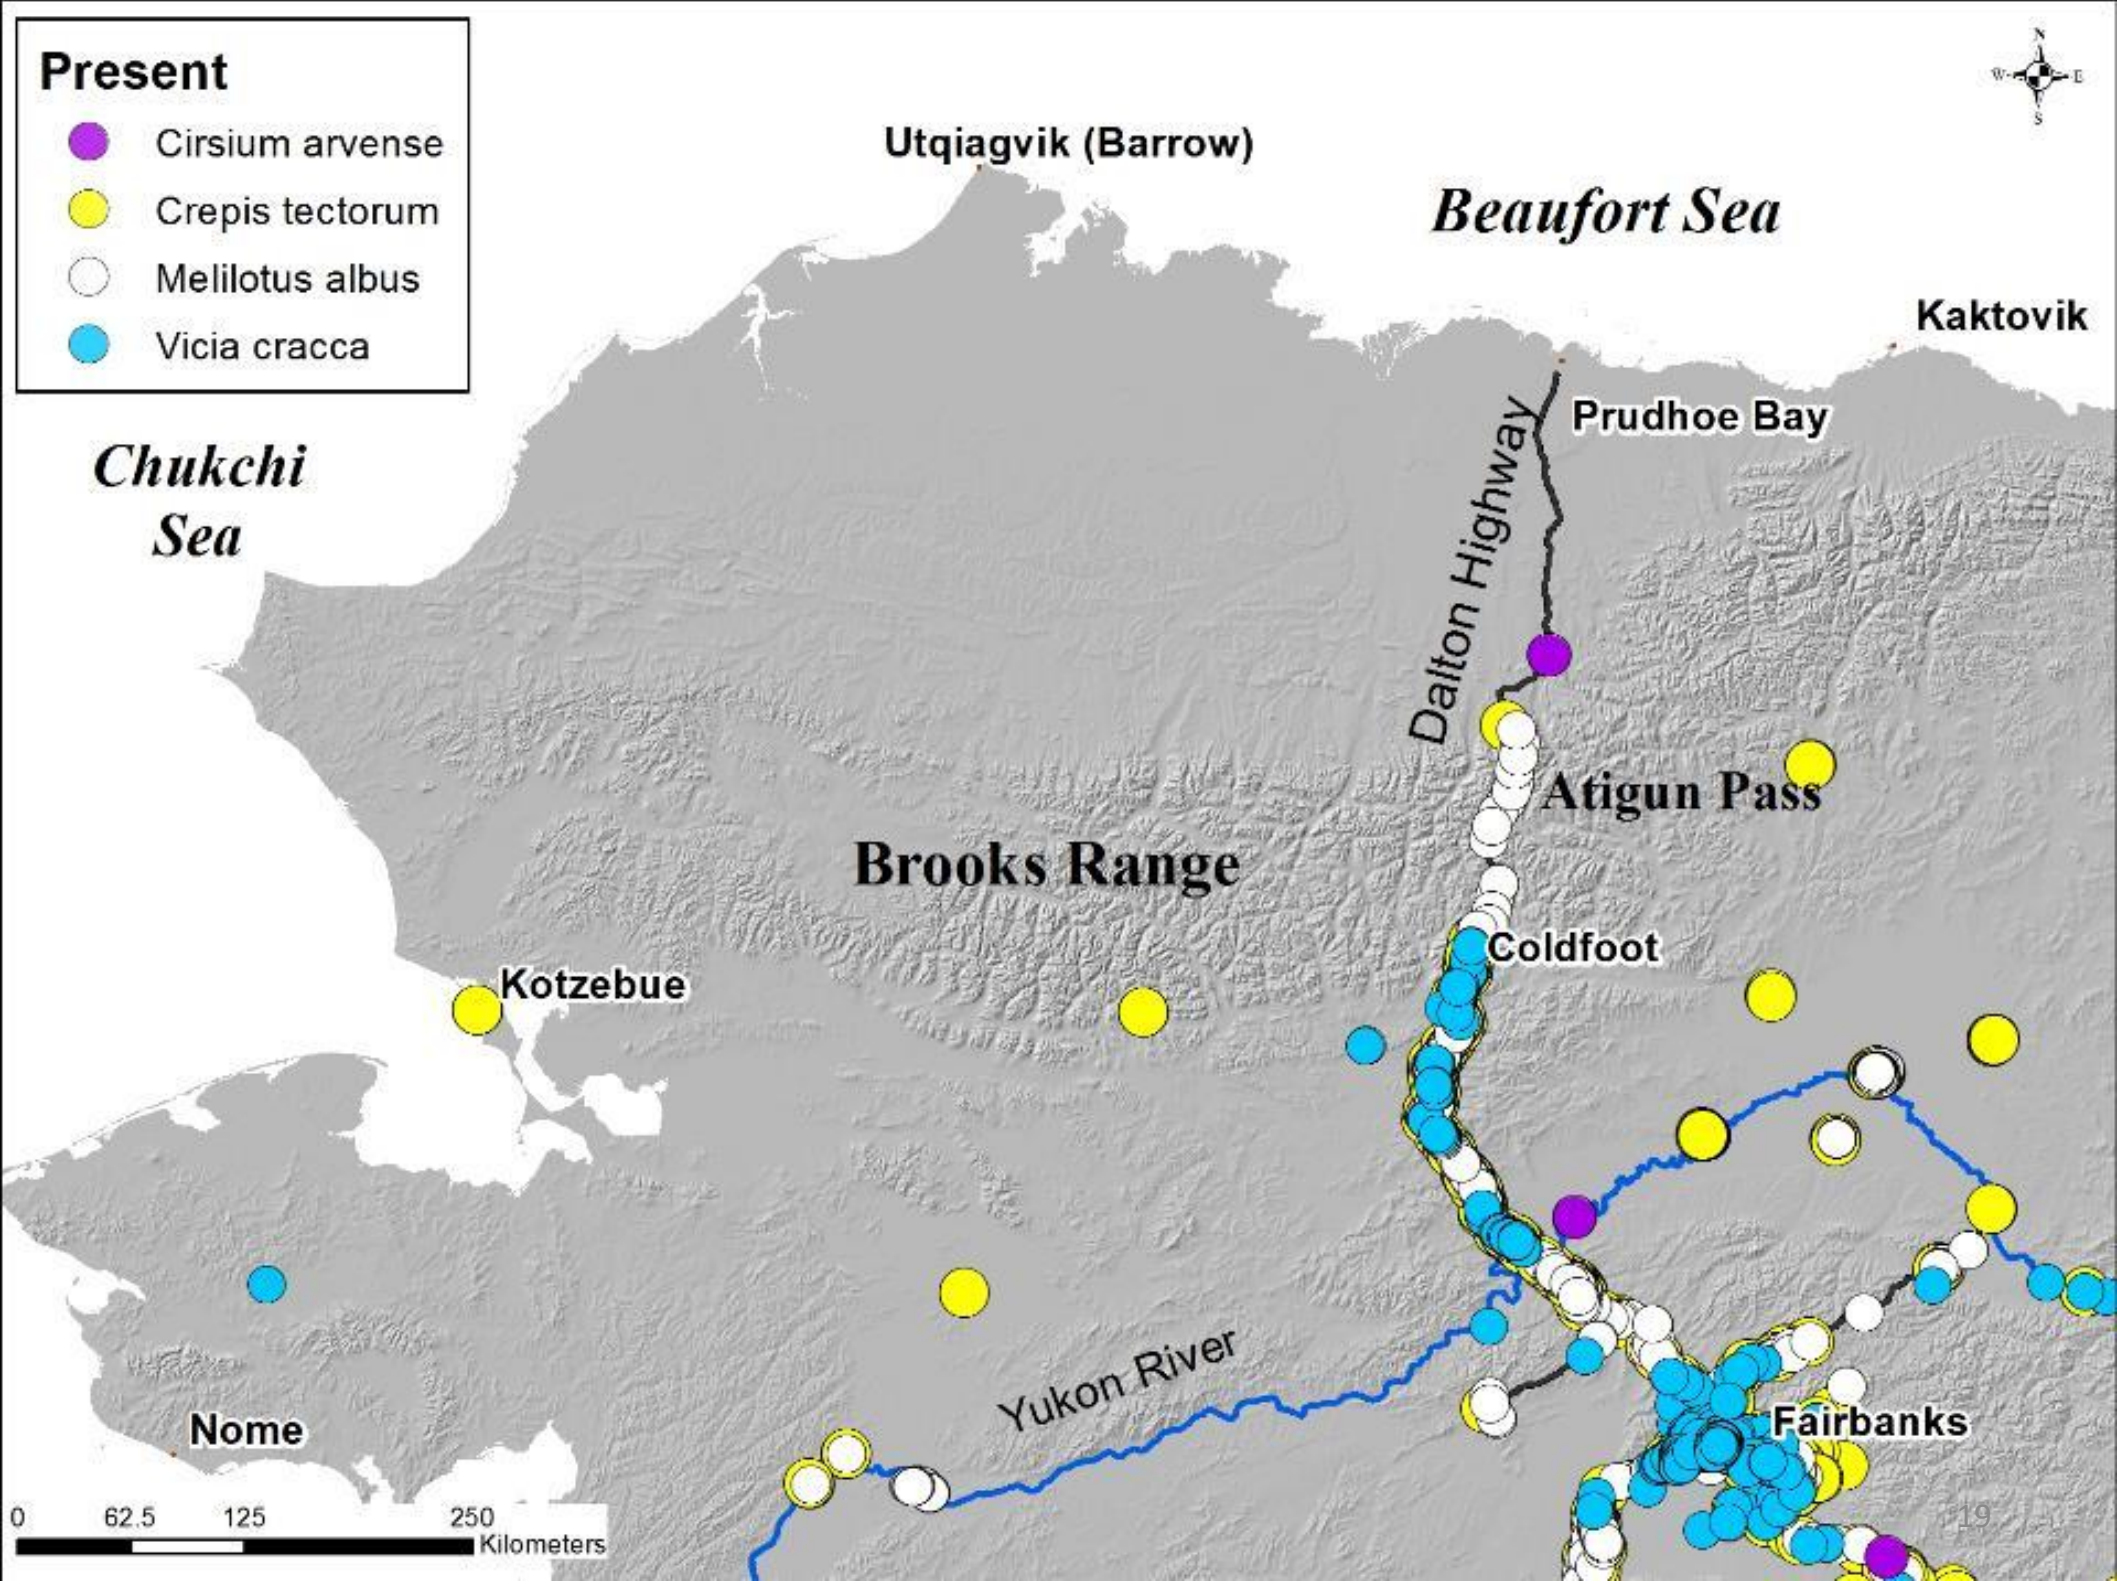 Present
Cirsium arvense
Crepis tectorum
Melilotus albus
Vicia cracca
N
W E
S
Utqiagvik (Barrow)
Beaufort Sea
Kaktovik
Prudhoe Bay
Chukchi
Sea
Dalton Highway
Atigun Pass
Brooks Range
Coldfoot
Kotzebue
Yukon River
Nome
Fairbanks
0 62.5 125 250
Kilometers
19